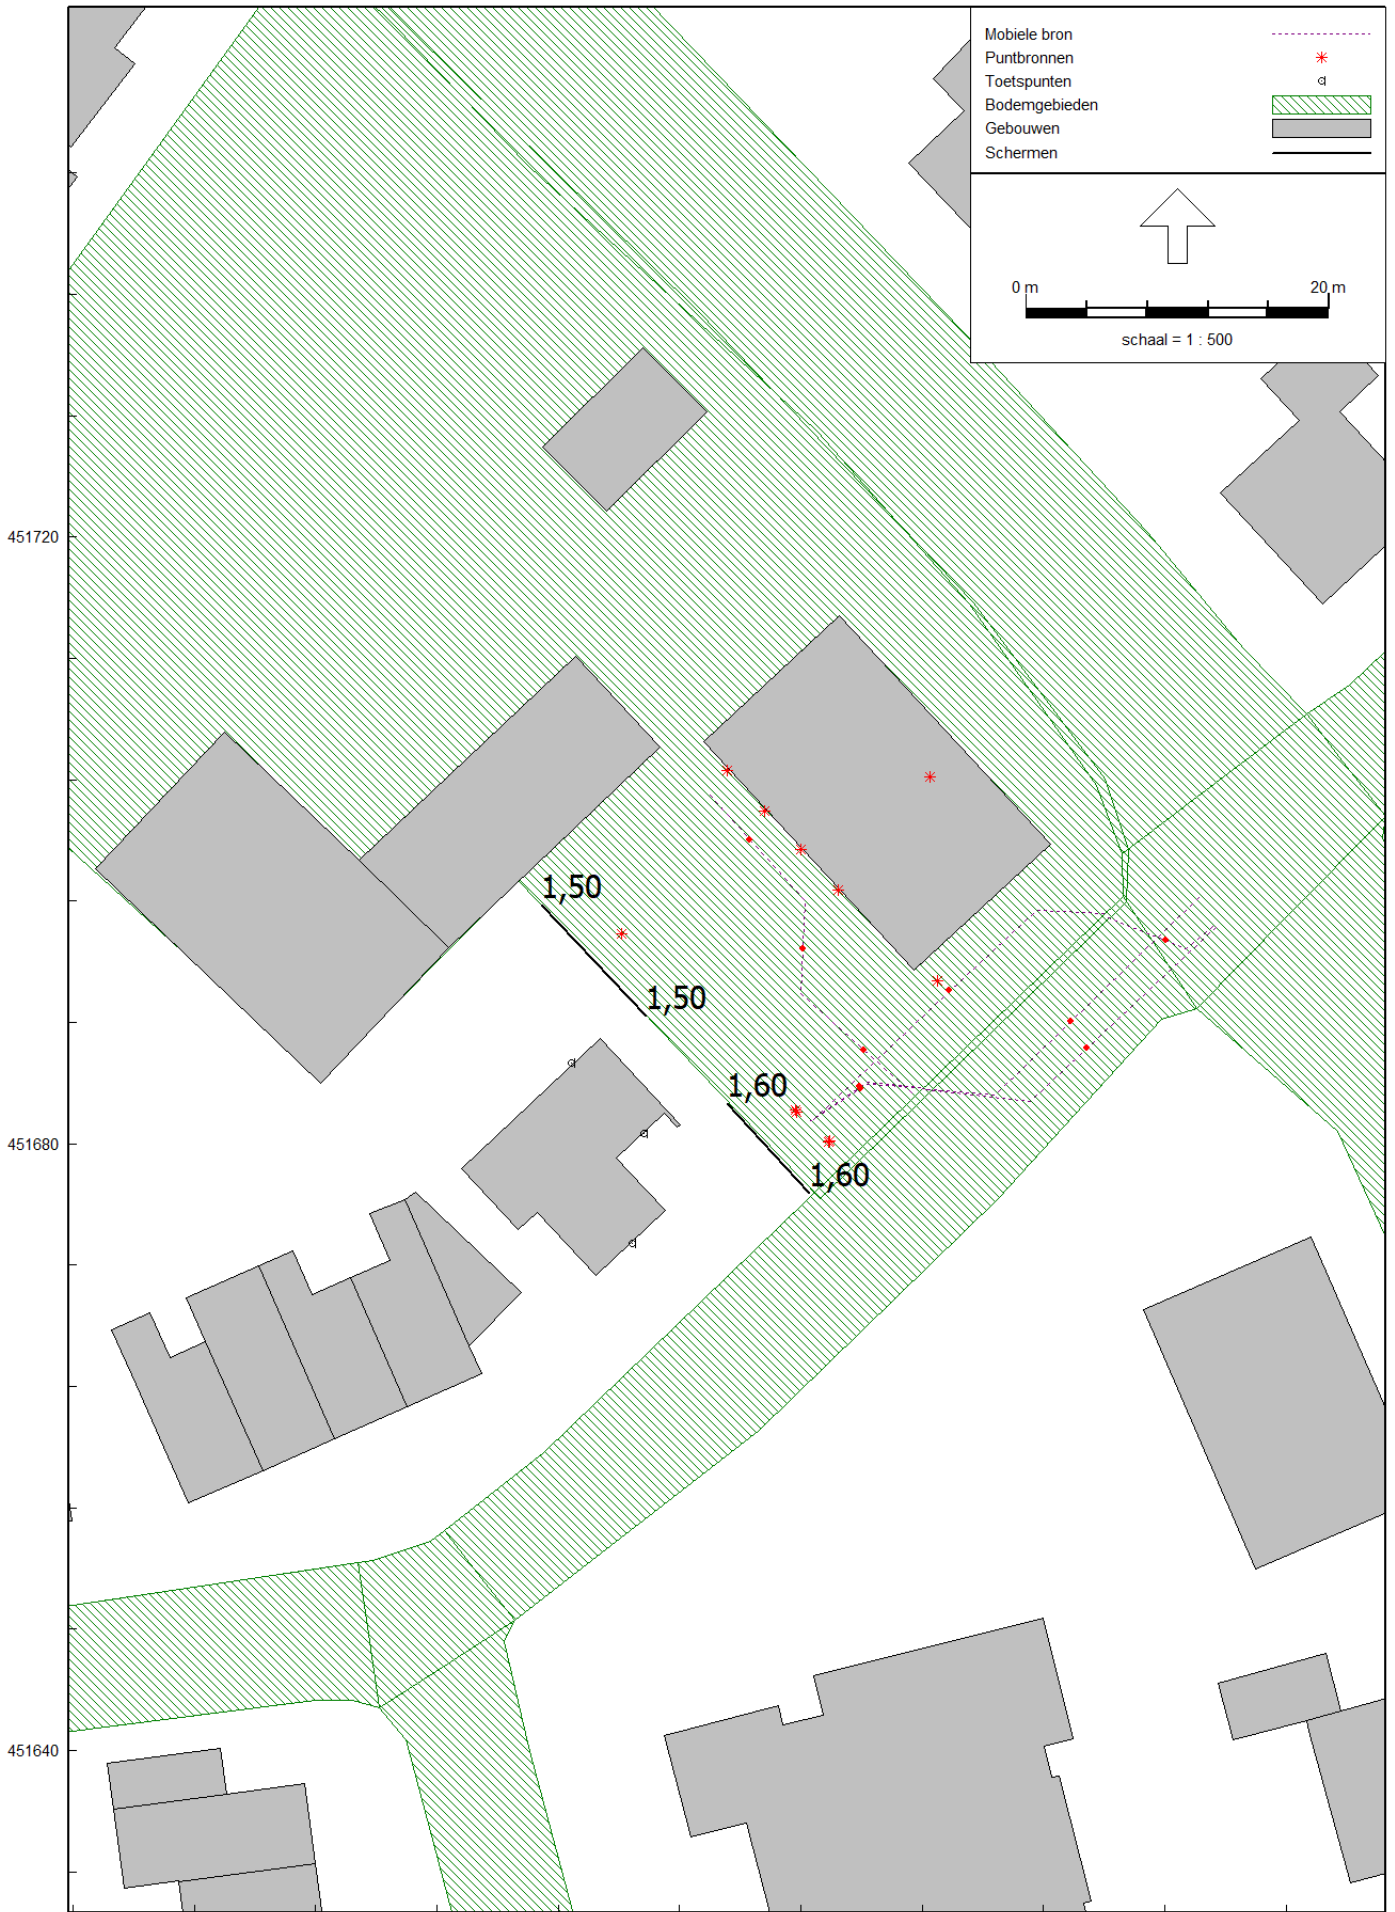 Mobiele bron
Puntbronnen
Toetspunten
Bodemgebieden
Gebouwen
Schermen
0 m 20 m
schaal = 1 : 500
451720
1,50
1,50
1,60
451680
1,60
451640